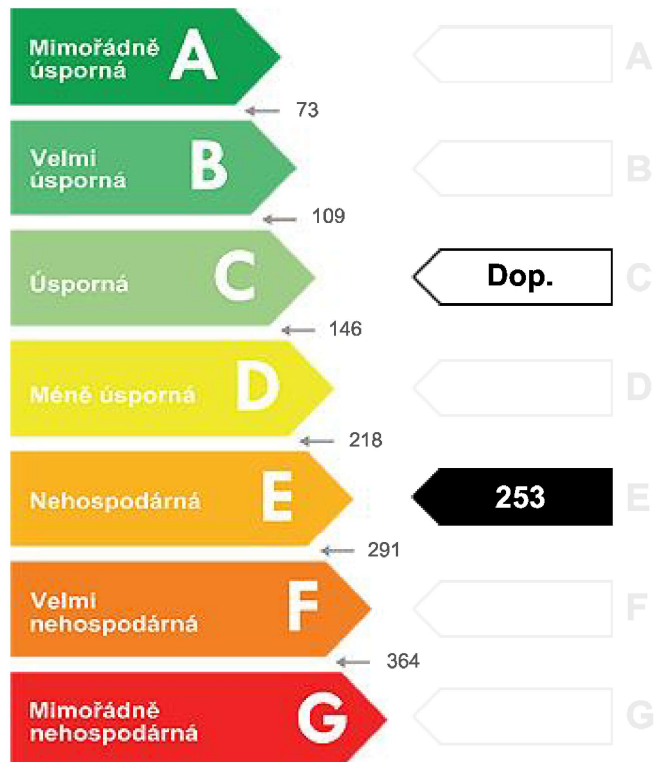 Mimořádně
úsporná
A
A
73
Velmi
úsporná
B
B
109
Úsporná
C
Dop.
C
146
Méně úsporná
D
D
218
Nehospodárná
E
253
E
291
Velmi
nehospodárná
F
F
364
Mimořádně
nehospodárná
G
G